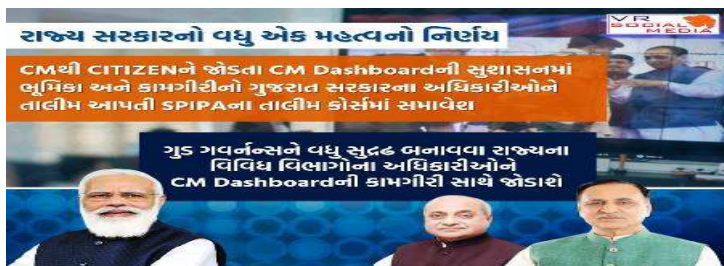 VR
SOCIAL
MEDIA
રાજ્ય સરકારનો વધુ એક મહત્વનો નિર્ણય
CMથી CITIZENને જોડતા CM Dashboardની સુશાસનમાં
ભૂમિકા અને કામગીરીનો ગુજરાત સરકારના અધિકારીઓને
તાલીમ આપતી SPIPAના તાલીમ કોર્સમાં સમાવેશ
ગુડ ગવર્નન્સને વધુ સુદ્રઢ બનાવવા રાજ્યના
વિવિધ વિભાગોના અધિકારીઓને
CM Dashboardની કામગીરી સાથે જોડાશે